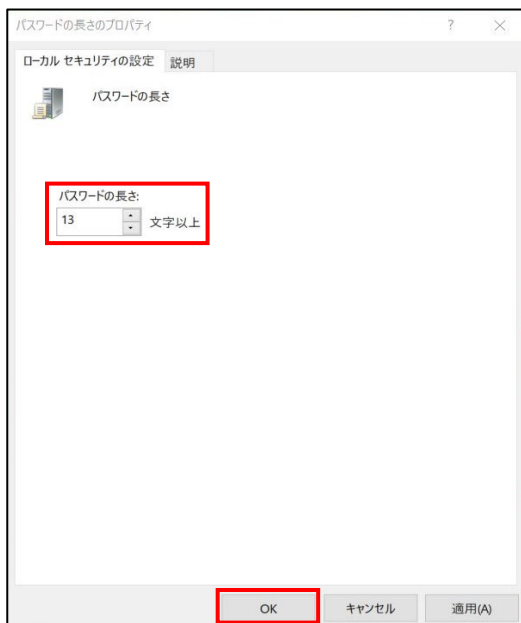 パスワードの長さのプロパティ ? ×
ローカル セキュリティの設定 説明
パスワードの長さ
パスワードの長さ:
13 文字以上
OK キャンセル 適用(A)